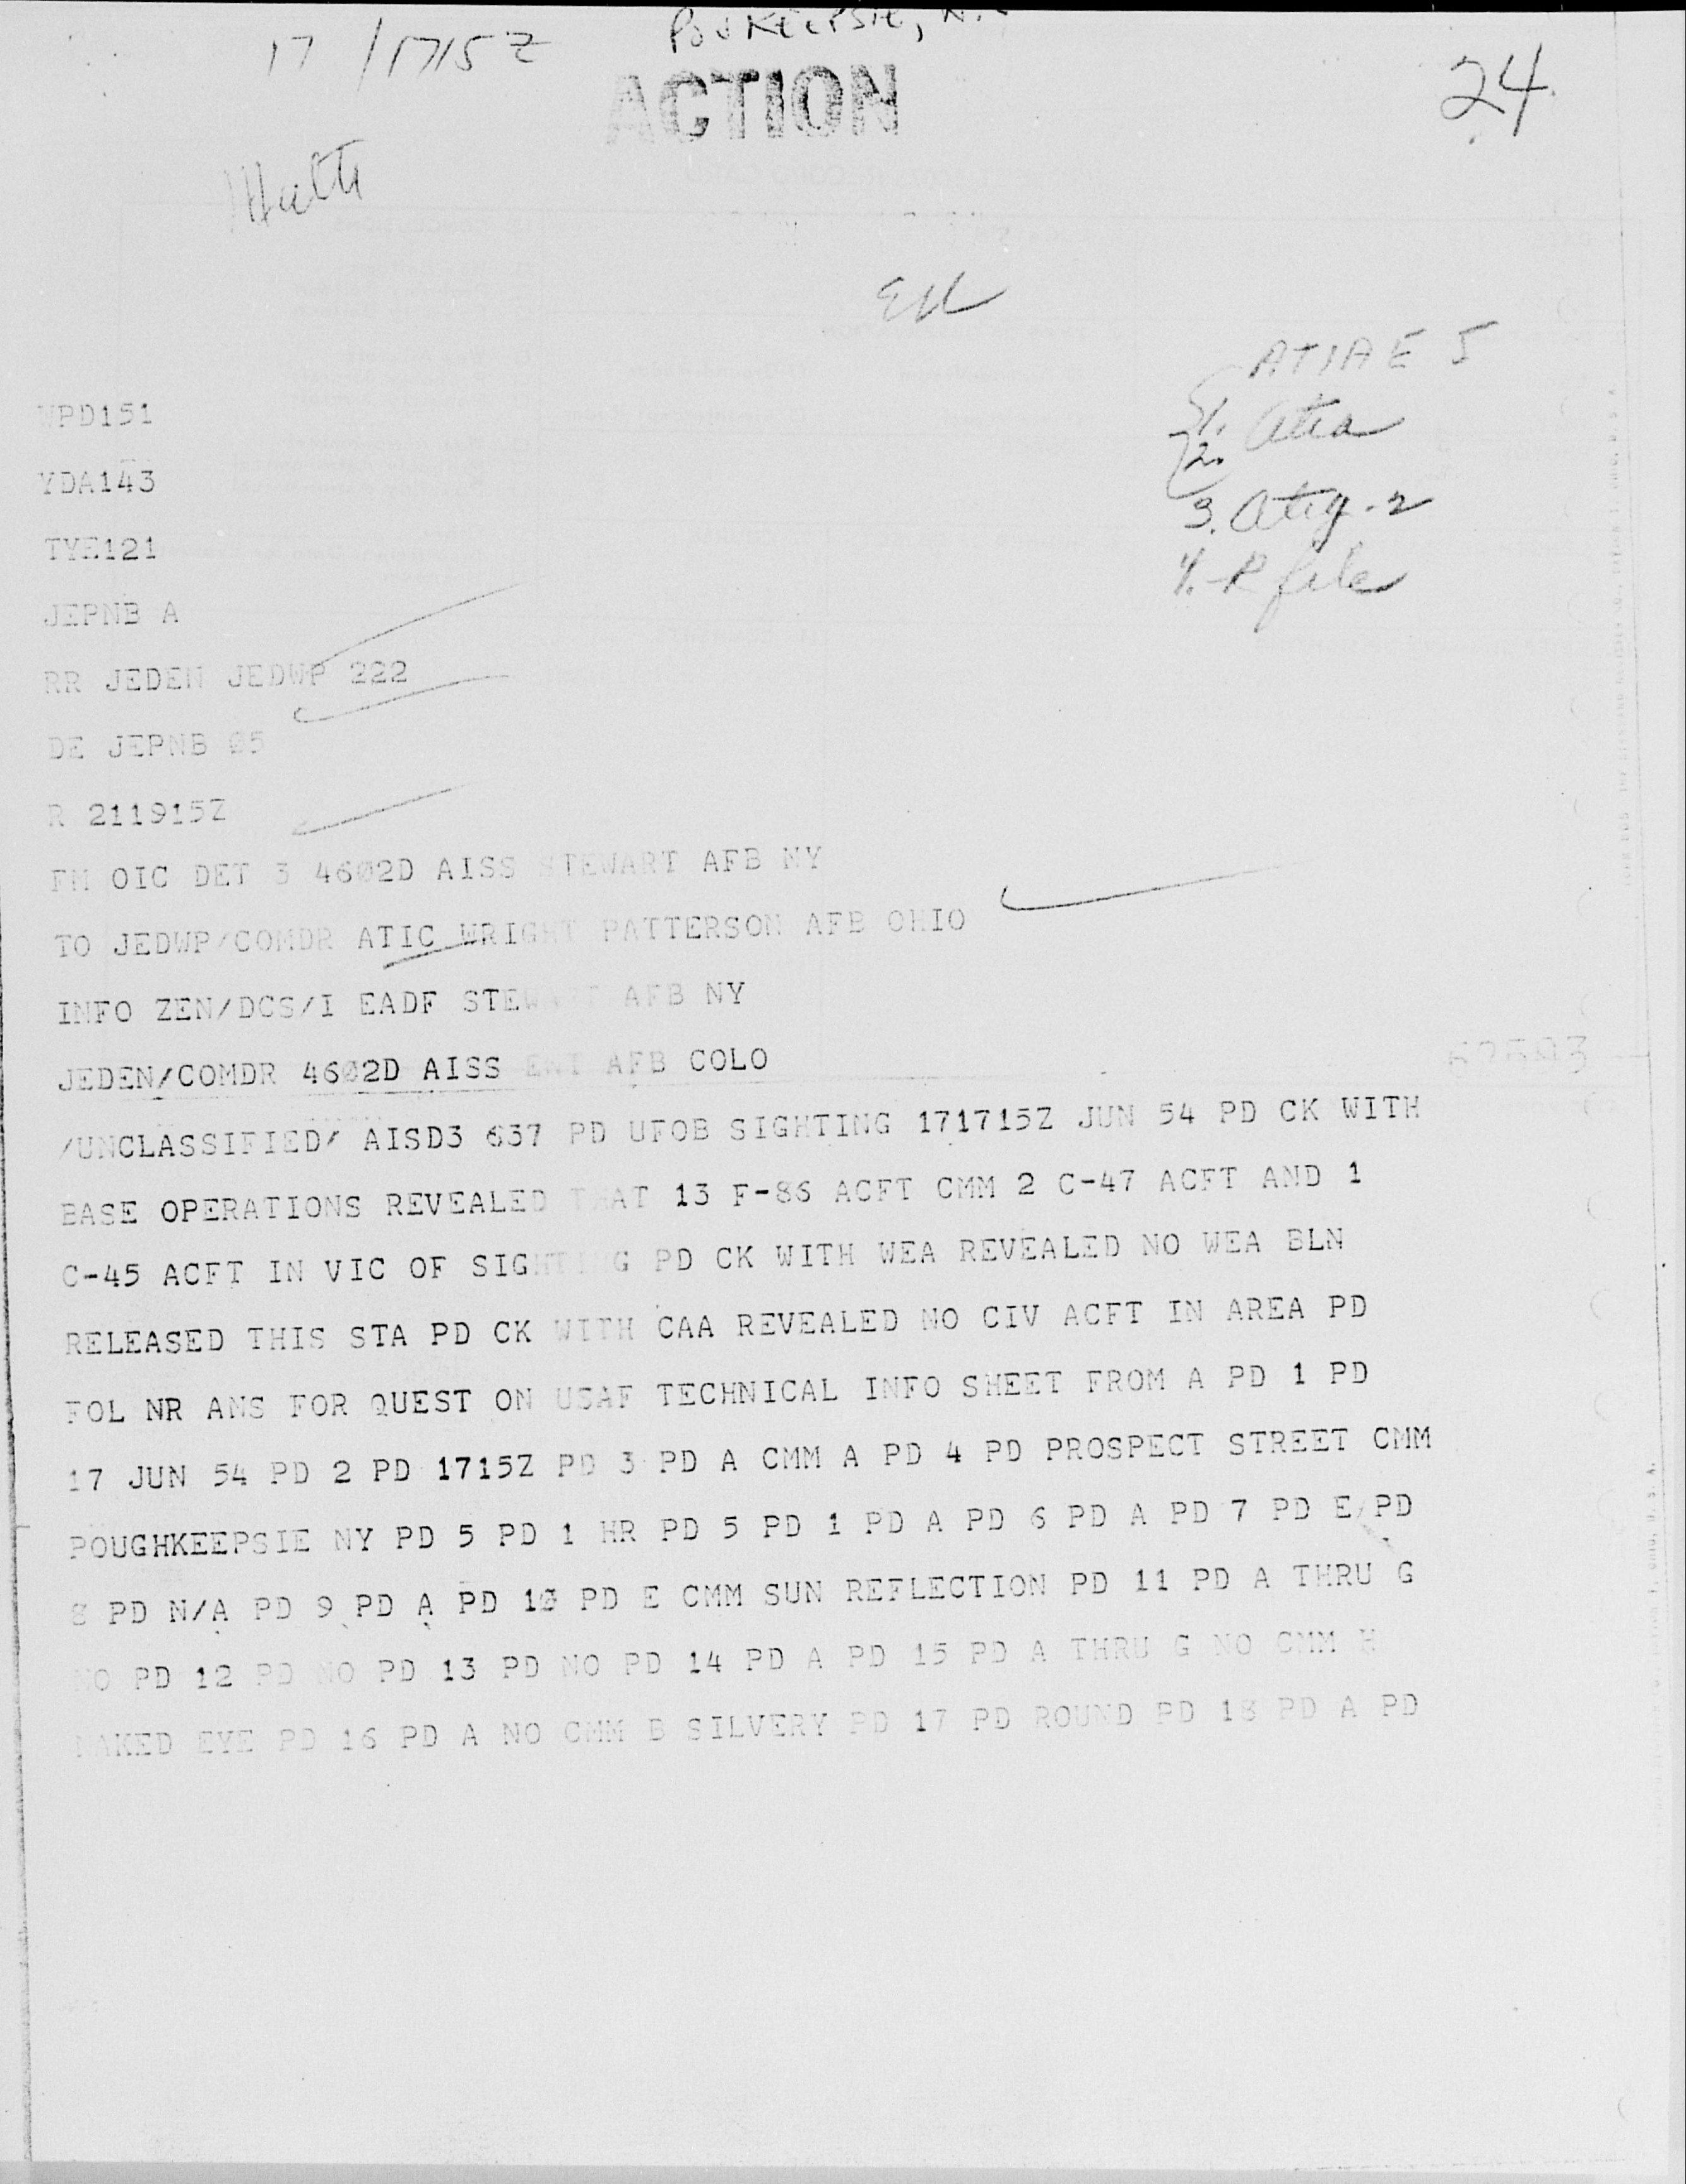 17 / 1715 Z
ACTION
24.
ATIAE 5
1. Atia
2.
3. Atig-2
4. R file
WPD151
YDA143
TYE121
JEPNB A
RR JEDEN JEDWP 222
DE JEPNB 05
R 211915Z
FM OIC DET 3 4602D AISS STEWART AFB NY
TO JEDWP/COMDR ATIC WRIGHT PATTERSON AFB OHIO
INFO ZEN/DCS/I EADF STEWART AFB NY
JEDEN/COMDR 4602D AISS ENT AFB COLO
/UNCLASSIFIED/ AISD3 637 PD UFOB SIGHTING 171715Z JUN 54 PD CK WITH
BASE OPERATIONS REVEALED THAT 13 F-86 ACFT CMM 2 C-47 ACFT AND 1
C-45 ACFT IN VIC OF SIGHTING PD CK WITH WEA REVEALED NO WEA BLN
RELEASED THIS STA PD CK WITH CAA REVEALED NO CIV ACFT IN AREA PD
FOL NR ANS FOR QUEST ON USAF TECHNICAL INFO SHEET FROM A PD 1 PD
17 JUN 54 PD 2 PD 1715Z PD 3 PD A CMM A PD 4 PD PROSPECT STREET CMM
POUGHKEEPSIE NY PD 5 PD 1 HR PD 5 PD 1 PD A PD 6 PD A PD 7 PD E PD
8 PD N/A PD 9 PD A PD 10 PD E CMM SUN REFLECTION PD 11 PD A THRU G
NO PD 12 PD NO PD 13 PD NO PD 14 PD A PD 15 PD A THRU G NO CMM H
NAKED EYE PD 16 PD A NO CMM B SILVERY PD 17 PD ROUND PD 18 PD A PD